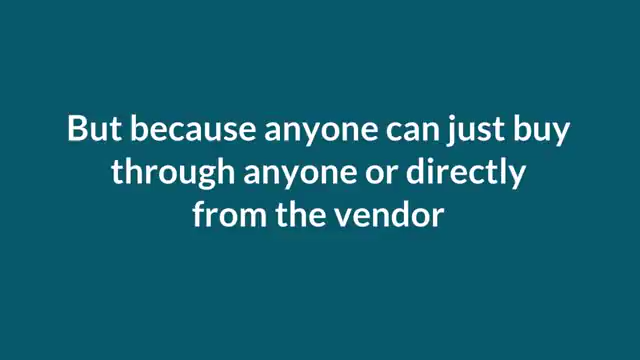 But because anyone can just buy
through anyone or directly
from the vendor